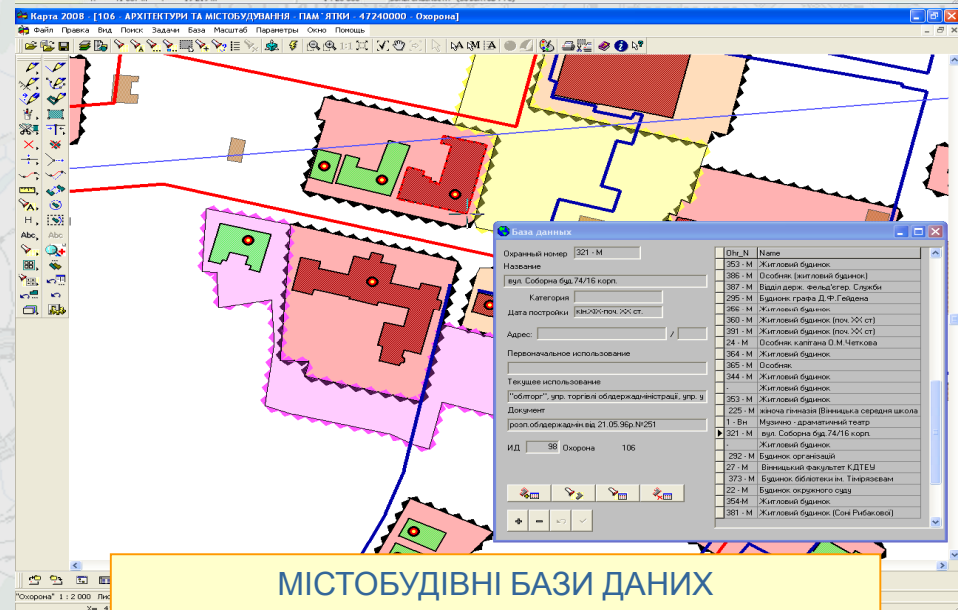 Карта 2008 - [106 - АРХІТЕКТУРИ ТА МІСТОБУДУВАННЯ - ПАМ`ЯТКИ - 47240000 - Охорона]
Файл Правка Вид Поиск Задачи База Масштаб Параметры Окно Помощь
База данных
Охранный номер 321 - М
Название
вул. Соборна буд.74/16 корп.
Категория
Дата постройки кін.XIX-поч. XX ст.
Адрес: /
Первоначальное использование
Текущее использование
"облторг", упр. торгівлі облдержадміністрації, упр. у
Документ
розп.облдержадмін.від 21.05.96р.№251
ИД 98 Охорона 106
Ohr_N Name
353 - М Житловий будинок
386 - М Особняк (житловий будинок)
387 - М Відділ держ. фельд'єгер. Служби
295 - М Будинк графа Д.Ф.Гейдена
356 - М Житловий будинок
360 - М Житловий будинок (поч. XX ст)
391 - М Житловий будинок (поч. XX ст)
24 - М Особняк капітана О.М.Четкова
364 - М Житловий будинок
365 - М Особняк
344 - М Житловий будинок
- Житловий будинок
353 - М Житловий будинок
225 - М жіноча гімназія (Вінницька середня школа
1 - Вн Музично - драматичний театр
321 - М вул. Соборна буд.74/16 корп.
- Житловий будинок
292 - М Будинок організацій
27 - М Вінницький факультет КДТЕУ
373 - М Будинок бібліотеки ім. Тімірязєвам
22 - М Будинок окружного суду
354-М Житловий будинок
381 - М Житловий будинок (Соні Рибакової)
МІСТОБУДІВНІ БАЗИ ДАНИХ
"Охорона" 1 : 2 000